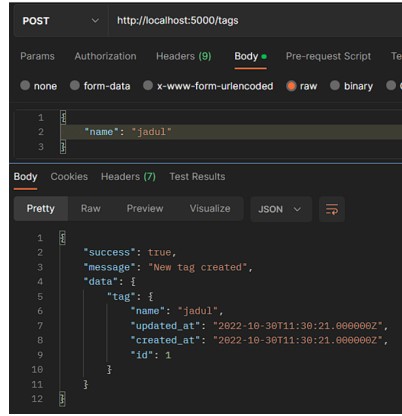 POST http://localhost:5000/tags
Params Authorization Headers (9) Body Pre-request Script Te
none form-data x-www-form-urlencoded raw binary
1 {
2 "name": "jadul"
3 }
Body Cookies Headers (7) Test Results
Pretty Raw Preview Visualize JSON
1 {
2 "success": true,
3 "message": "New tag created",
4 "data": {
5 "tag": {
6 "name": "jadul",
7 "updated_at": "2022-10-30T11:30:21.000000Z",
8 "created_at": "2022-10-30T11:30:21.000000Z",
9 "id": 1
10 }
11 }
12 }